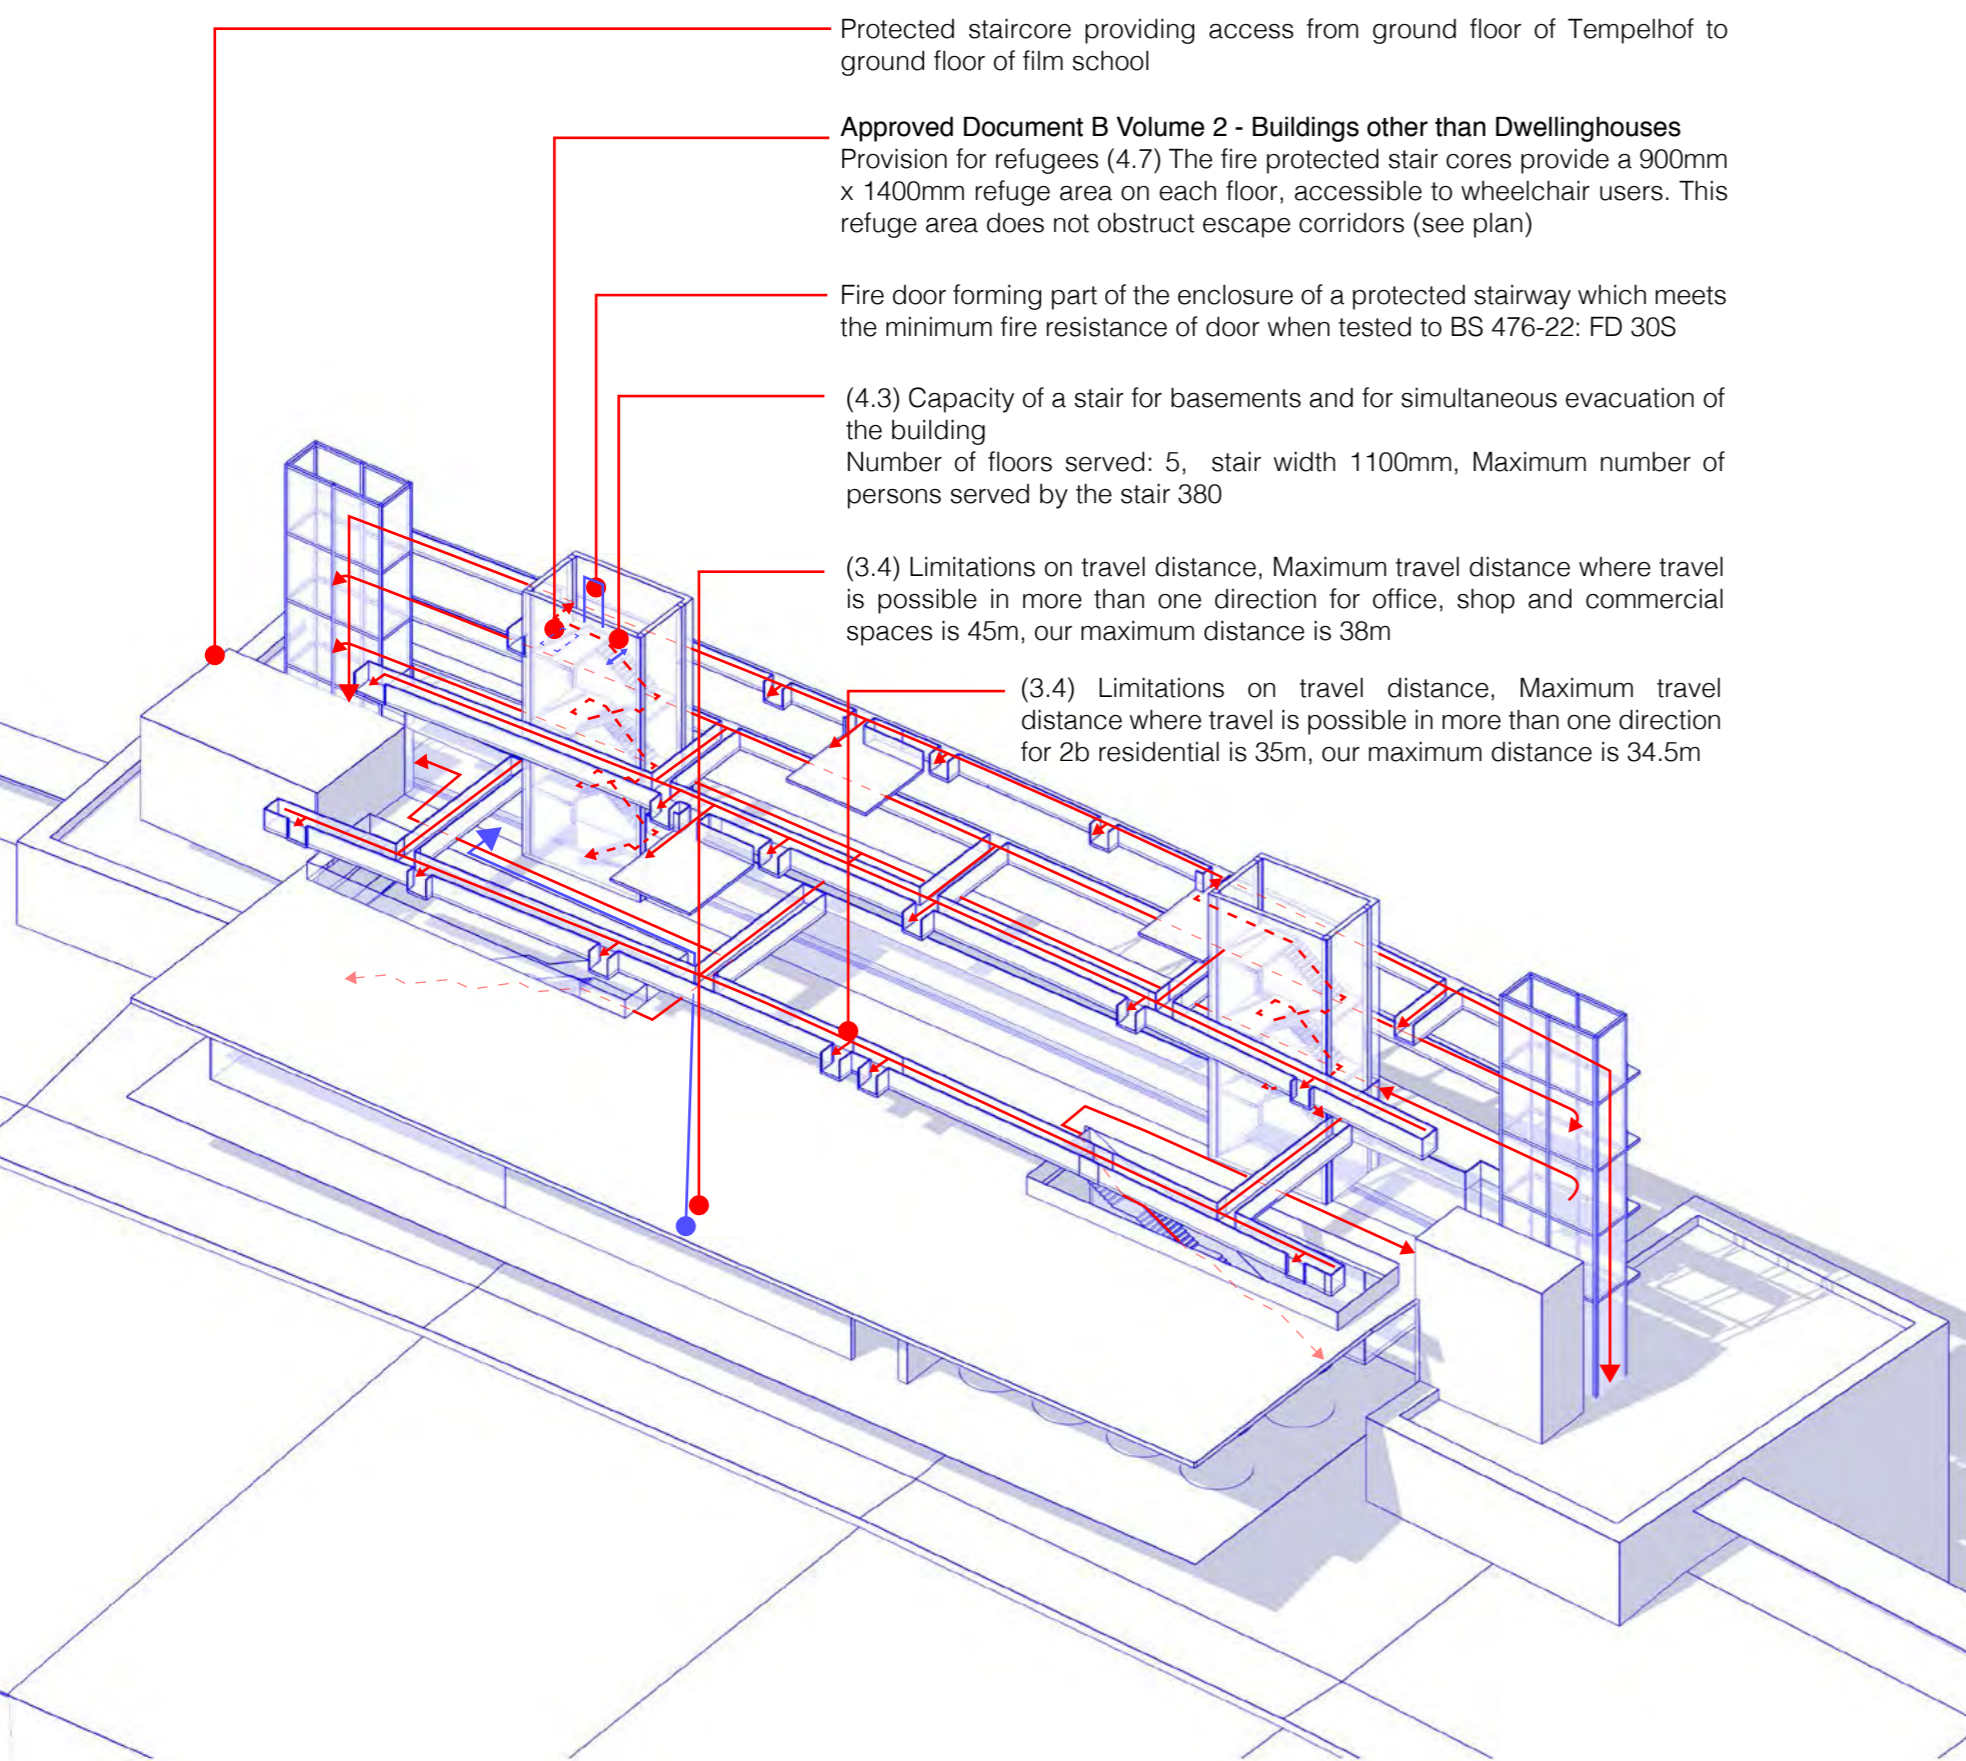 Protected staircore providing access from ground floor of Tempelhof to
ground floor of film school
Approved Document B Volume 2 - Buildings other than Dwellinghouses
Provision for refugees (4.7) The fire protected stair cores provide a 900mm
x 1400mm refuge area on each floor, accessible to wheelchair users. This
refuge area does not obstruct escape corridors (see plan)
Fire door forming part of the enclosure of a protected stairway which meets
the minimum fire resistance of door when tested to BS 476-22: FD 30S
(4.3) Capacity of a stair for basements and for simultaneous evacuation of
the building
Number of floors served: 5, stair width 1100mm, Maximum number of
persons served by the stair 380
(3.4) Limitations on travel distance, Maximum travel distance where travel
is possible in more than one direction for office, shop and commercial
spaces is 45m, our maximum distance is 38m
(3.4) Limitations on travel distance, Maximum travel
distance where travel is possible in more than one direction
for 2b residential is 35m, our maximum distance is 34.5m